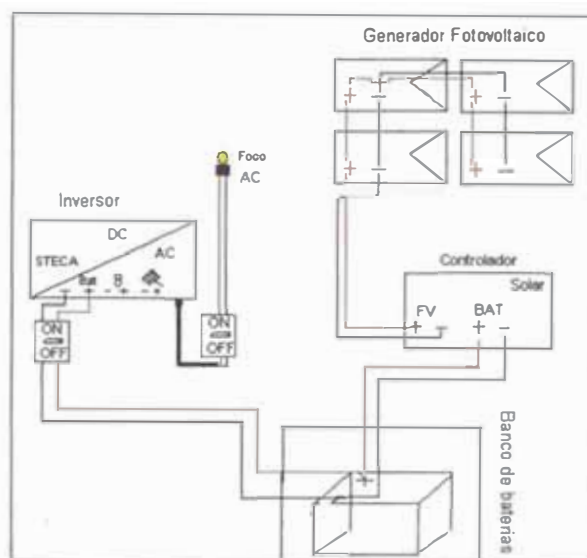 Generador Fotovoltaico
+ −
+ −
+ −
+ −
Foco
AC
Inversor
DC
AC
STECA
Bat
ON
OFF
ON
OFF
Controlador
Solar
FV BAT
+ − + −
Banco de baterias
+ −